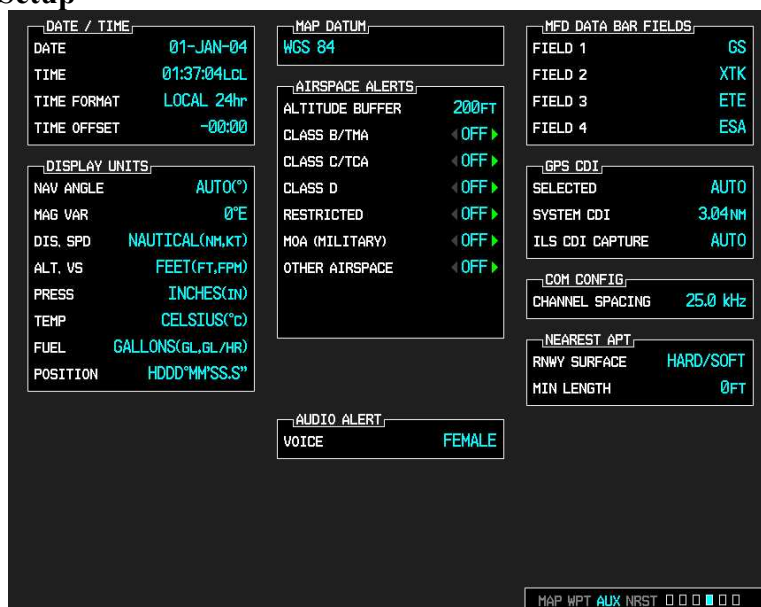 Setup
DATE / TIME
DATE 01-JAN-04
TIME 01:37:04LCL
TIME FORMAT LOCAL 24hr
TIME OFFSET -00:00
DISPLAY UNITS
NAV ANGLE AUTO(°)
MAG VAR 0°E
DIS, SPD NAUTICAL(NM,KT)
ALT, VS FEET(FT,FPM)
PRESS INCHES(IN)
TEMP CELSIUS(°C)
FUEL GALLONS(GL,GL/HR)
POSITION HDDD°MM'SS.S"
MAP DATUM
WGS 84
AIRSPACE ALERTS
ALTITUDE BUFFER 200FT
CLASS B/TMA OFF
CLASS C/TCA OFF
CLASS D OFF
RESTRICTED OFF
MOA (MILITARY) OFF
OTHER AIRSPACE OFF
AUDIO ALERT
VOICE FEMALE
MFD DATA BAR FIELDS
FIELD 1 GS
FIELD 2 XTK
FIELD 3 ETE
FIELD 4 ESA
GPS CDI
SELECTED AUTO
SYSTEM CDI 3.04NM
ILS CDI CAPTURE AUTO
COM CONFIG
CHANNEL SPACING 25.0 kHz
NEAREST APT
RNWY SURFACE HARD/SOFT
MIN LENGTH 0FT
MAP WPT AUX NRST